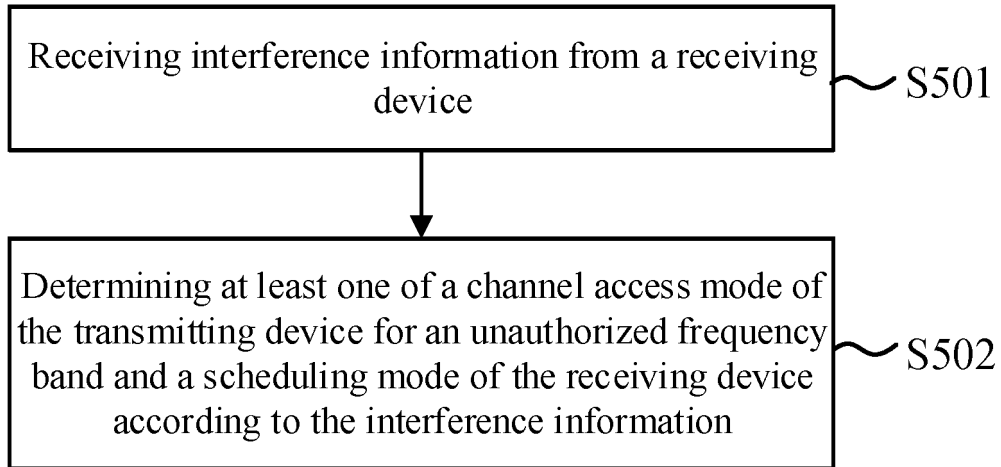 Receiving interference information from a receiving
device
S501
Determining at least one of a channel access mode of
the transmitting device for an unauthorized frequency
band and a scheduling mode of the receiving device
according to the interference information
S502